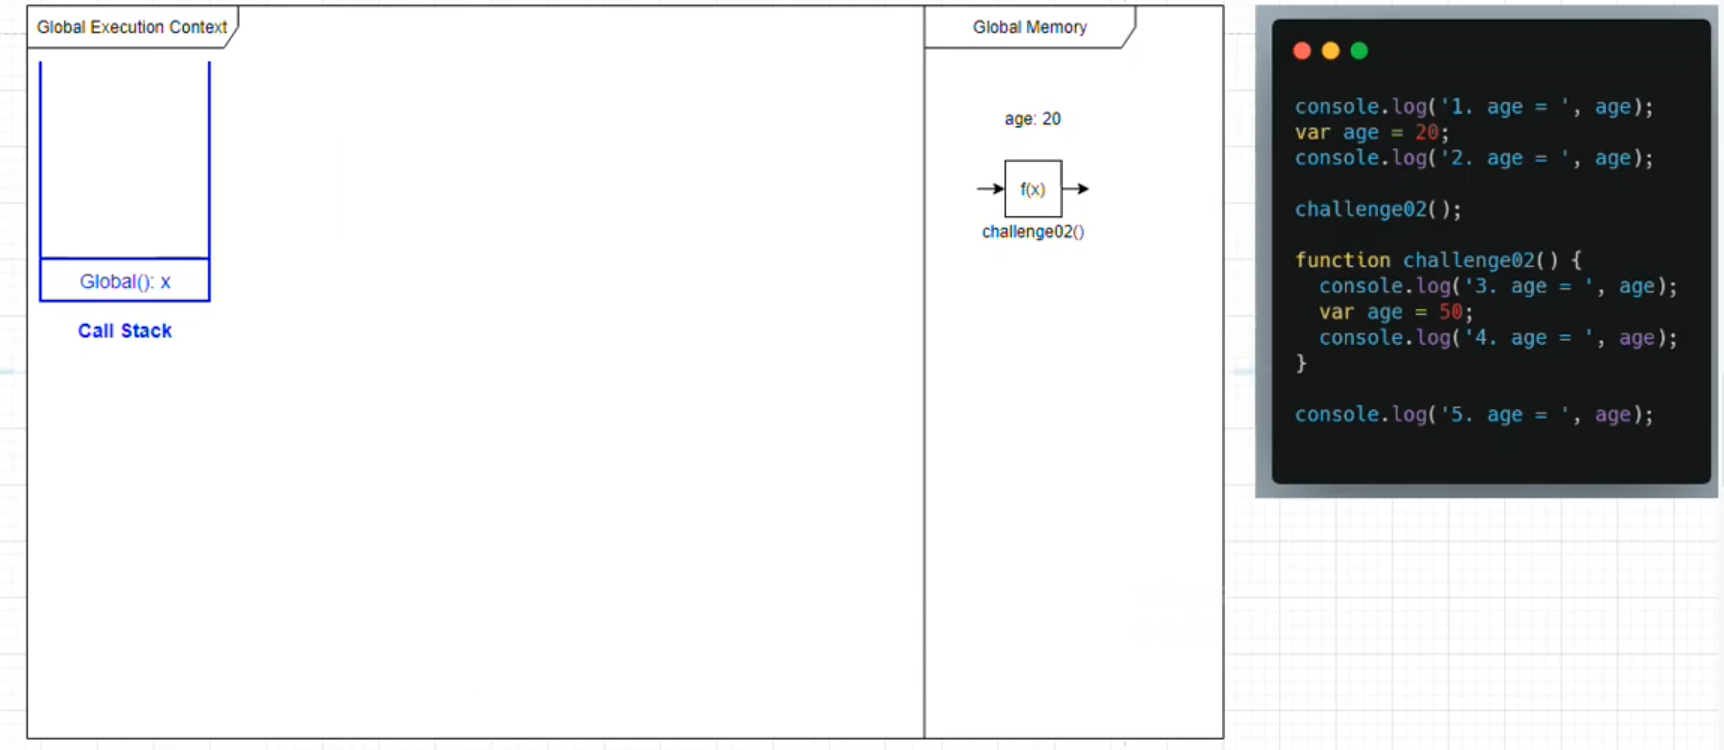 Global Execution Context
Global(): x
Call Stack
Global Memory
age: 20
f(x)
challenge02()
console.log('1. age = ', age);
var age = 20;
console.log('2. age = ', age);
challenge02();
function challenge02() {
console.log('3. age = ', age);
var age = 50;
console.log('4. age = ', age);
}
console.log('5. age = ', age);